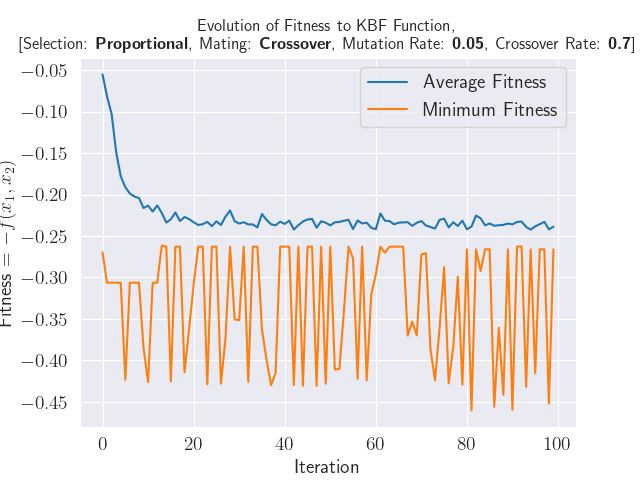 Evolution of Fitness to KBF Function,
[Selection: Proportional, Mating: Crossover, Mutation Rate: 0.05, Crossover Rate: 0.7]
Average Fitness
Minimum Fitness
Fitness = −f(x₁, x₂)
−0.05
−0.10
−0.15
−0.20
−0.25
−0.30
−0.35
−0.40
−0.45
0 20 40 60 80 100
Iteration